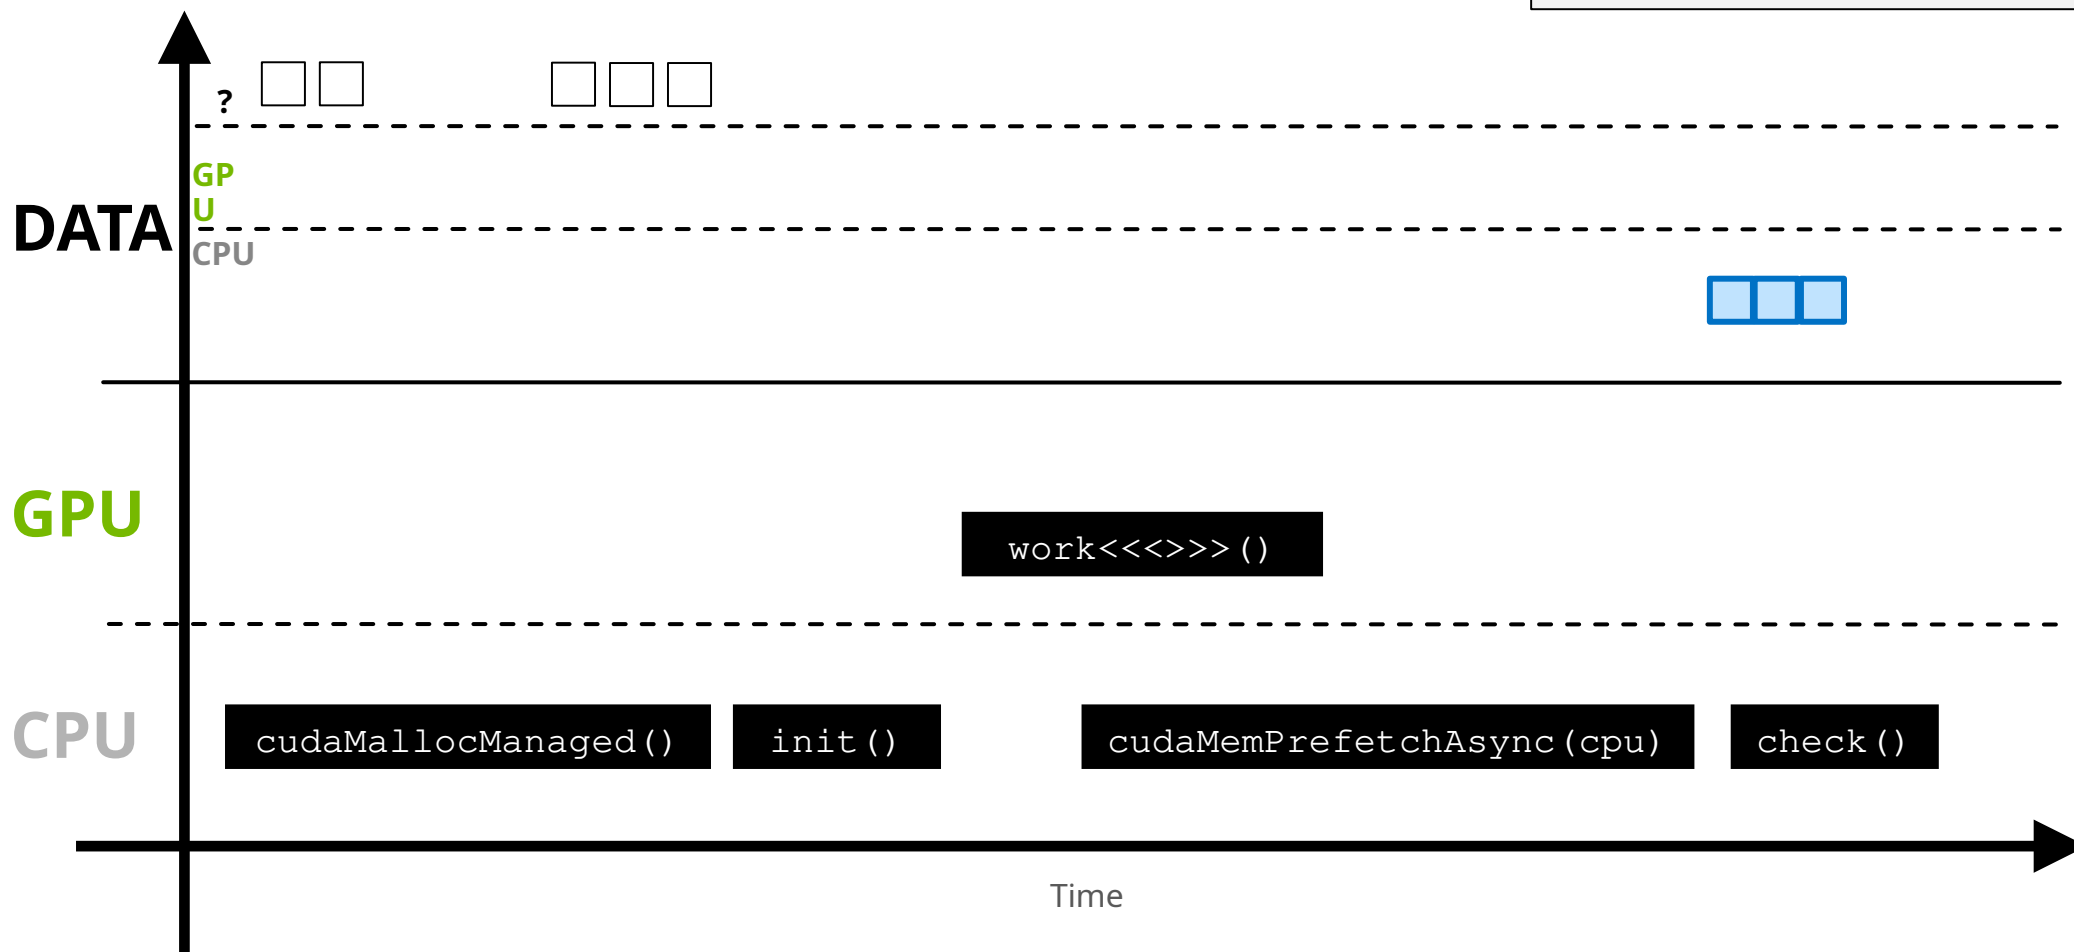 ?
GP
U
DATA
CPU
GPU
work<<<>>>()
CPU
cudaMallocManaged()
init()
cudaMemPrefetchAsync(cpu)
check()
Time